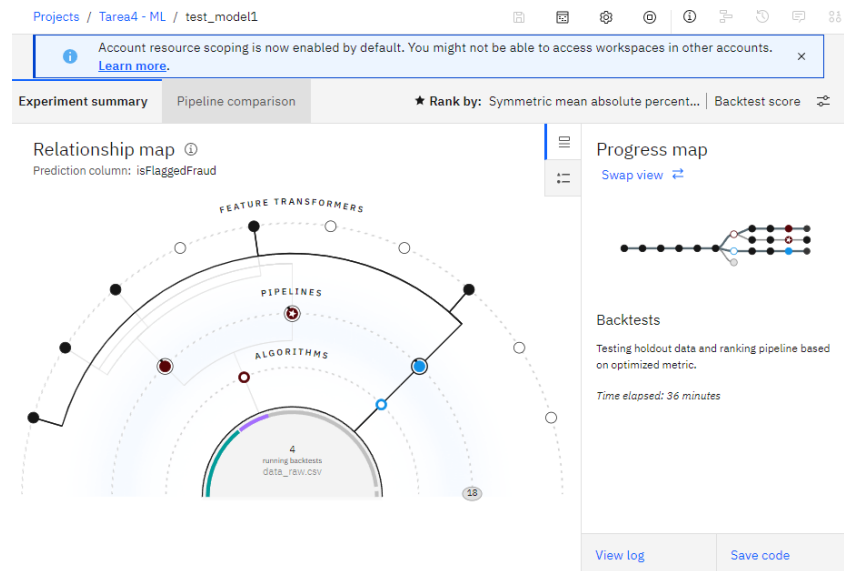 Projects / Tarea4 - ML / test_model1
Account resource scoping is now enabled by default. You might not be able to access workspaces in other accounts.
Learn more.
Experiment summary
Pipeline comparison
Rank by: Symmetric mean absolute percent... | Backtest score
Relationship map
Prediction column: isFlaggedFraud
FEATURE TRANSFORMERS
PIPELINES
ALGORITHMS
4
running backtests
data_raw.csv
18
Progress map
Swap view
Backtests
Testing holdout data and ranking pipeline based
on optimized metric.
Time elapsed: 36 minutes
View log
Save code